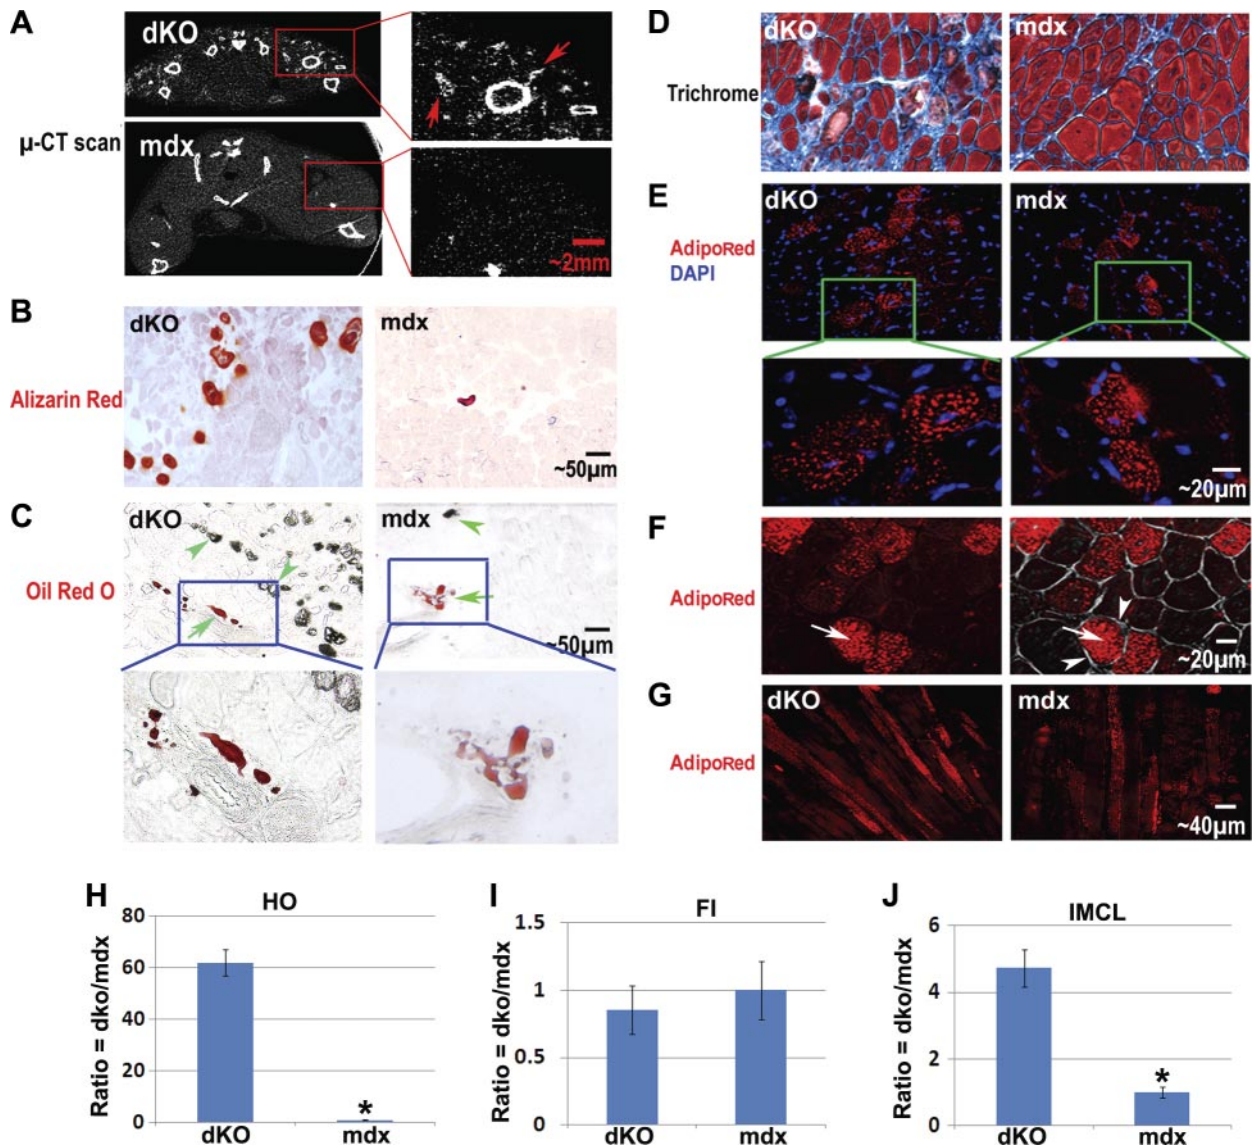 A
dKO
μ-CT scan
mdx
~2mm
B
dKO
mdx
Alizarin Red
~50μm
C
dKO
mdx
Oil Red O
~50μm
D
dKO
mdx
Trichrome
E
dKO
mdx
AdipoRed
DAPI
~20μm
F
AdipoRed
~20μm
G
dKO
mdx
AdipoRed
~40μm
H
HO
Ratio = dko/mdx
80
60
40
20
0
*
dKO
mdx
I
FI
Ratio = dko/mdx
1.5
1
0.5
0
dKO
mdx
J
IMCL
Ratio = dko/mdx
6
4
2
0
*
dKO
mdx